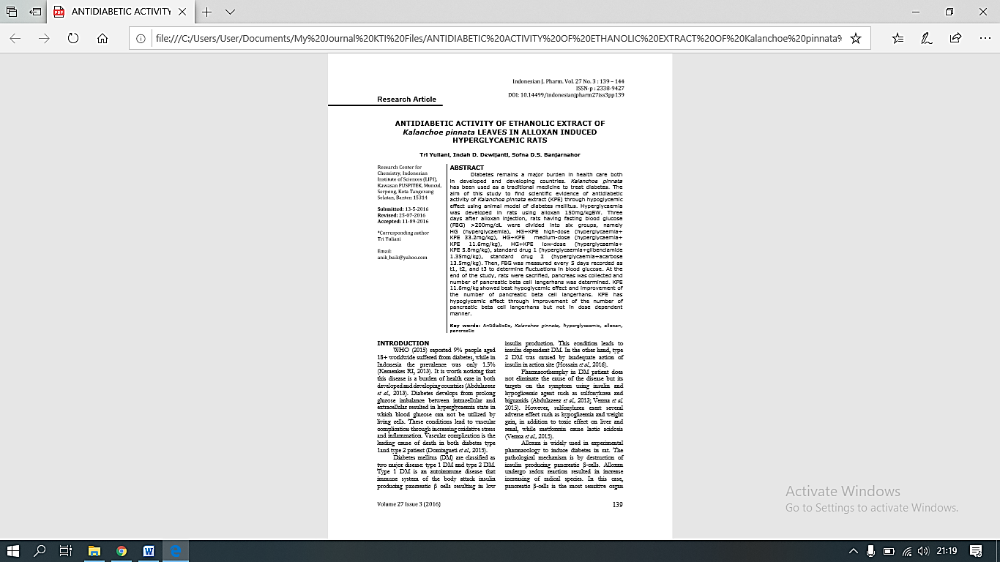 ANTIDIABETIC ACTIVITY
file:///C:/Users/User/Documents/My%20Journal%20KTI%20Files/ANTIDIABETIC%20ACTIVITY%20OF%20ETHANOLIC%20EXTRACT%20OF%20Kalanchoe%20pinnata%
Indonesian J. Pharm. Vol. 27 No. 3 : 139 – 144
ISSN-p : 2338-9427
DOI: 10.14499/indonesianjpharm27iss3pp139
Research Article
ANTIDIABETIC ACTIVITY OF ETHANOLIC EXTRACT OF
Kalanchoe pinnata LEAVES IN ALLOXAN INDUCED
HYPERGLYCAEMIC RATS
Tri Yuliani, Indah D. Dewijanti, Sofna D.S. Banjarnahor
Research Center for
Chemistry, Indonesian
Institute of Sciences (LIPI),
Kawasan PUSPITEK, Muncul,
Serpong, Kota Tangerang
Selatan, Banten 15314
Submitted: 13-5-2016
Revised: 25-07-2016
Accepted: 11-09-2016
*Corresponding author
Tri Yuliani
Email:
anik_baik@yahoo.com
ABSTRACT
Diabetes remains a major burden in health care both
in developed and developing countries. Kalanchoe pinnata
has been used as a traditional medicine to treat diabetes. The
aim of this study to find scientific evidence of antidiabetic
activity of Kalanchoe pinnata extract (KPE) through hypoglycemic
effect using animal model of diabetes mellitus. Hyperglycaemia
was developed in rats using alloxan 150mg/kgBW. Three
days after alloxan injection, rats having fasting blood glucose
(FBG) >200mg/dL were divided into six groups, namely
HG (hyperglycaemia), HG+KPE high-dose (hyperglycaemia+
KPE 33.2mg/kg), HG+KPE medium-dose (hyperglycaemia+
KPE 11.6mg/kg), HG+KPE low-dose (hyperglycaemia+
KPE 5.8mg/kg), standard drug 1 (hyperglycaemia+glibenclamide
1.35mg/kg), standard drug 2 (hyperglycaemia+acarbose
13.5mg/kg). Then, FBG was measured every 5 days recorded as
t1, t2, and t3 to determine fluctuations in blood glucose. At the
end of the study, rats were sacrified, pancreas was collected and
number of pancreatic beta cell langerhans was determined. KPE
11.6mg/kg showed best hypoglycemic effect and improvement of
the number of pancreatic beta cell langerhans. KPE has
hypoglycemic effect through improvement of the number of
pancreatic beta cell langerhans but not in dose dependent
manner.
Key words: Antidiabetic, Kalanchoe pinnata, hyperglycaemic, alloxan,
pancreatic
INTRODUCTION
WHO (2015) reported 9% people aged
18+ worldwide suffered from diabetes, while in
Indonesia the prevalence was only 1.5%
(Kemenkes RI, 2013). It is worth noticing that
this disease is a burden of health care in both
developed and developing countries (Abdulazeez
et al., 2013). Diabetes develops from prolong
glucose imbalance between intracellular and
extracellular resulted in hyperglycaemia state in
which blood glucose can not be utilized by
living cells. These conditions lead to vascular
complication through increasing oxidative stress
and inflammation. Vascular complication is the
leading cause of death in both diabetes type
1and type 2 patient (Domingueti et al., 2015).
Diabetes mellitus (DM) are classified as
two major disease: type 1 DM and type 2 DM.
Type 1 DM is an autoimmune disease that
immune system of the body attack insulin
producing pancreatic β cells resulting in low
insulin production. This condition leads to
insulin dependent DM. In the other hand, type
2 DM was caused by inadequate action of
insulin in action site (Hossain et al., 2016).
Pharmacotheraphy in DM patient does
not eliminate the cause of the disease but its
targets on the symptom using insulin and
hypoglicemic agent such as sulfonylurea and
biguanids (Abdulazeez et al., 2013; Verma et al,
2015). However, sulfonylurea exert several
adverse effect such as hypoglicemia and weight
gain, in addition to toxic effect on liver and
renal, while metformin cause lactic acidosis
(Verma et al., 2015).
Alloxan is widely used in experimental
pharmacology to induce diabetes in rat. The
pathological mechanism is by destruction of
insulin producing pancreatic β-cells. Alloxan
undergo redox reaction resulted in increase
increasing of radical species. In this case,
pancreatic β-cells is the most sensitive organ
Volume 27 Issue 3 (2016)
139
Activate Windows
Go to Settings to activate Windows.
21:19